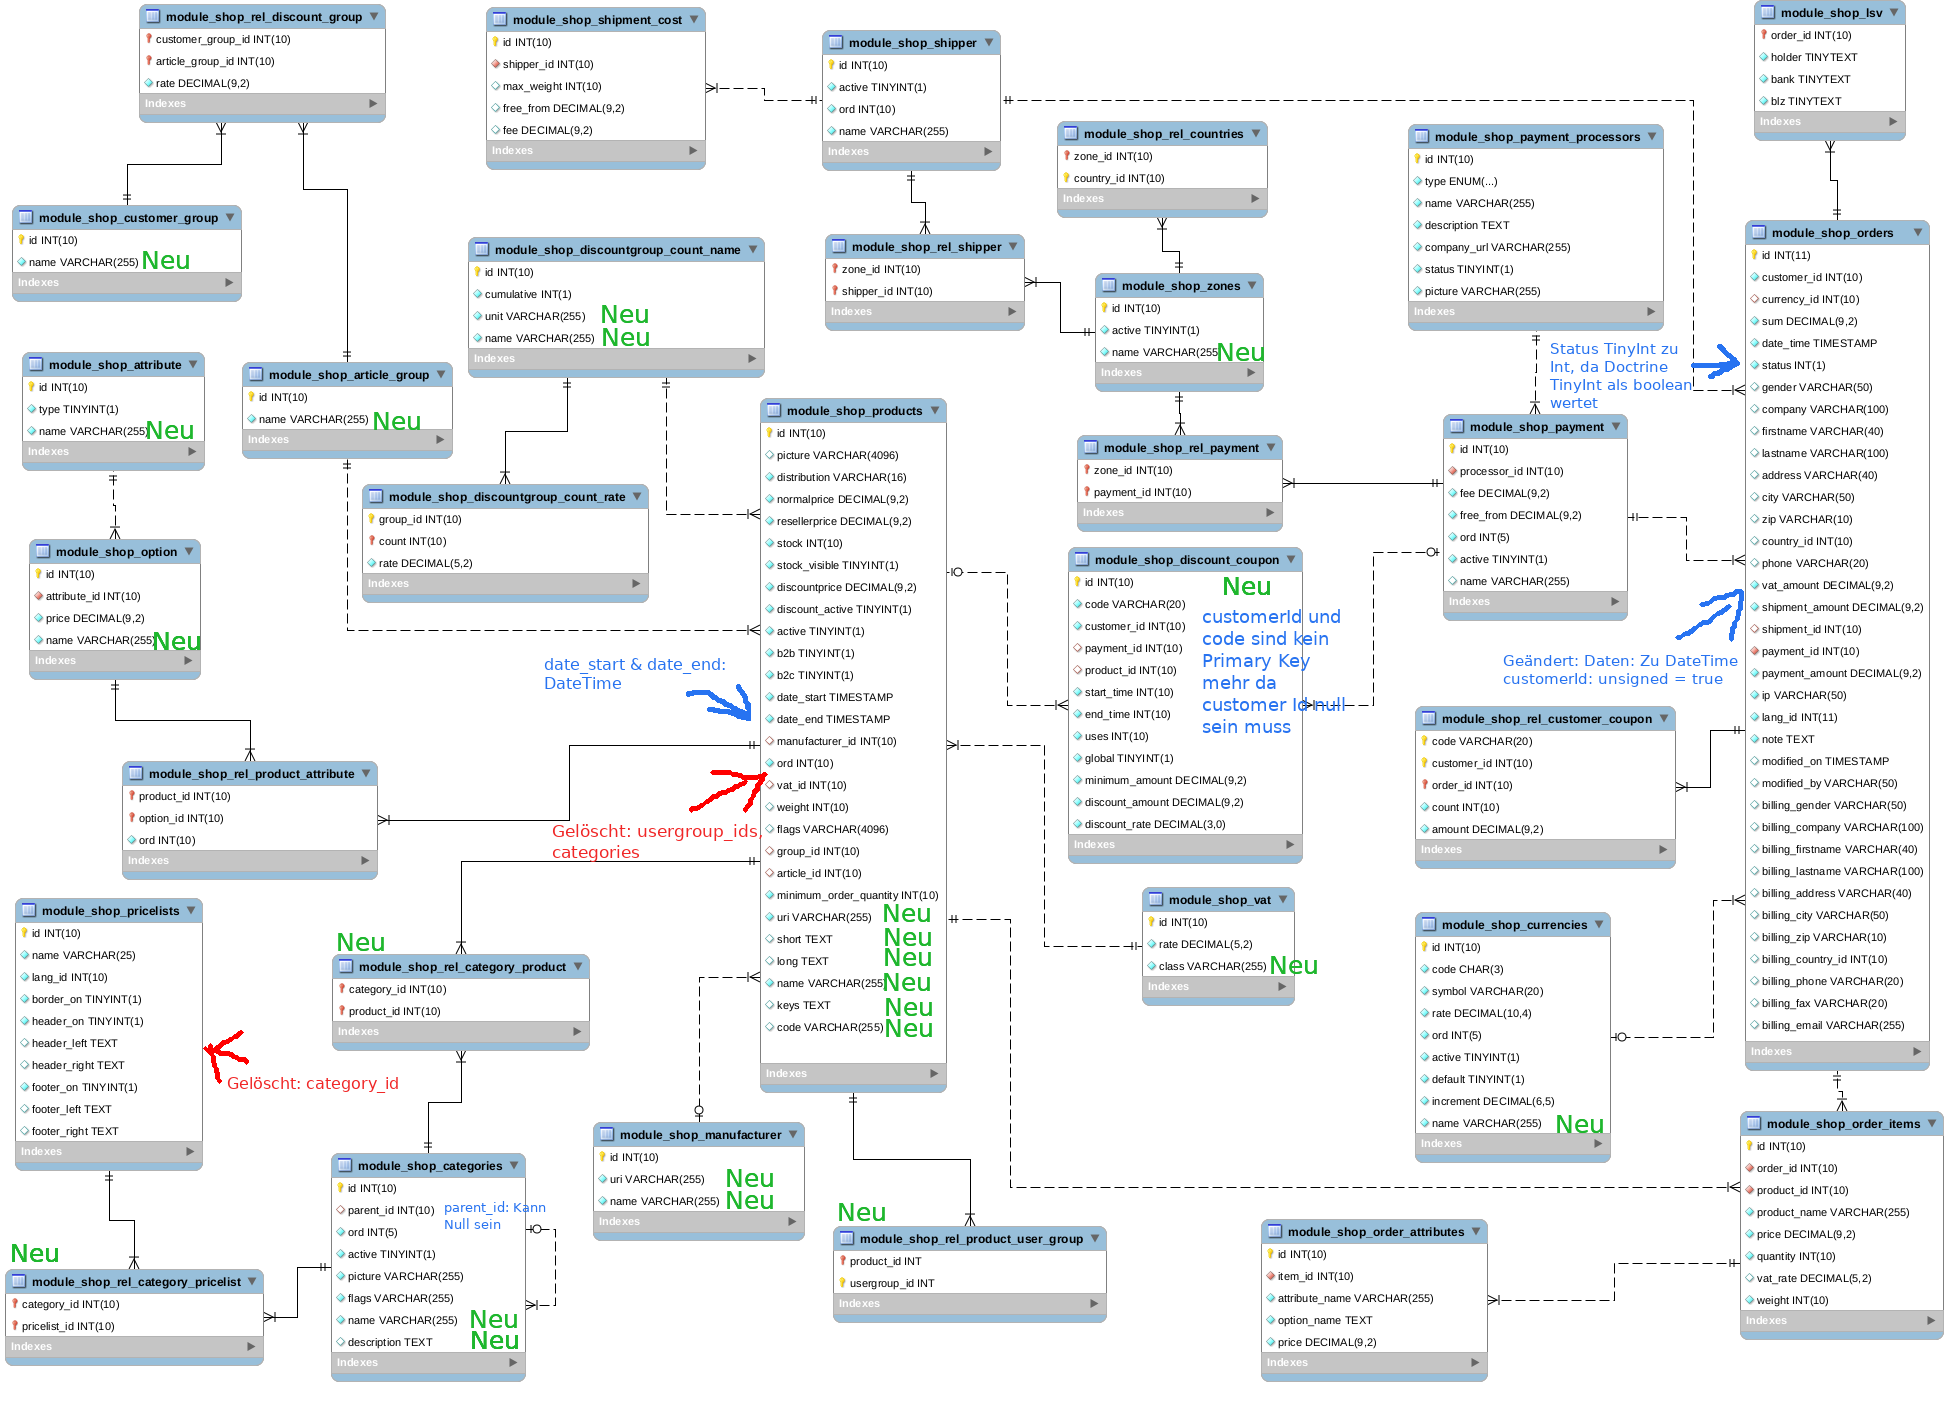 module_shop_rel_discount_group
customer_group_id INT(10)
article_group_id INT(10)
rate DECIMAL(9,2)
Indexes
module_shop_shipment_cost
id INT(10)
shipper_id INT(10)
max_weight INT(10)
free_from DECIMAL(9,2)
fee DECIMAL(9,2)
Indexes
module_shop_shipper
id INT(10)
active TINYINT(1)
ord INT(10)
name VARCHAR(255)
Indexes
module_shop_lsv
order_id INT(10)
holder TINYTEXT
bank TINYTEXT
blz TINYTEXT
Indexes
module_shop_rel_countries
zone_id INT(10)
country_id INT(10)
Indexes
module_shop_payment_processors
id INT(10)
type ENUM(...)
name VARCHAR(255)
description TEXT
company_url VARCHAR(255)
status TINYINT(1)
picture VARCHAR(255)
Indexes
module_shop_customer_group
id INT(10)
name VARCHAR(255) Neu
Indexes
module_shop_discountgroup_count_name
id INT(10)
cumulative INT(1)
unit VARCHAR(255) Neu
name VARCHAR(255) Neu
Indexes
module_shop_rel_shipper
zone_id INT(10)
shipper_id INT(10)
Indexes
module_shop_zones
id INT(10)
active TINYINT(1)
name VARCHAR(255 Neu
Indexes
module_shop_orders
id INT(11)
customer_id INT(10)
currency_id INT(10)
sum DECIMAL(9,2)
date_time TIMESTAMP
status INT(1)
gender VARCHAR(50)
company VARCHAR(100)
firstname VARCHAR(40)
lastname VARCHAR(100)
address VARCHAR(40)
city VARCHAR(50)
zip VARCHAR(10)
country_id INT(10)
phone VARCHAR(20)
vat_amount DECIMAL(9,2)
shipment_amount DECIMAL(9,2)
shipment_id INT(10)
payment_id INT(10)
payment_amount DECIMAL(9,2)
ip VARCHAR(50)
lang_id INT(11)
note TEXT
modified_on TIMESTAMP
modified_by VARCHAR(50)
billing_gender VARCHAR(50)
billing_company VARCHAR(100)
billing_firstname VARCHAR(40)
billing_lastname VARCHAR(100)
billing_address VARCHAR(40)
billing_city VARCHAR(50)
billing_zip VARCHAR(10)
billing_country_id INT(10)
billing_phone VARCHAR(20)
billing_fax VARCHAR(20)
billing_email VARCHAR(255)
Indexes
Status TinyInt zu
Int, da Doctrine
TinyInt als boolean
wertet
module_shop_attribute
id INT(10)
type TINYINT(1)
name VARCHAR(255) Neu
Indexes
module_shop_article_group
id INT(10)
name VARCHAR(255) Neu
Indexes
module_shop_products
id INT(10)
picture VARCHAR(4096)
distribution VARCHAR(16)
normalprice DECIMAL(9,2)
resellerprice DECIMAL(9,2)
stock INT(10)
stock_visible TINYINT(1)
discountprice DECIMAL(9,2)
discount_active TINYINT(1)
active TINYINT(1)
b2b TINYINT(1)
b2c TINYINT(1)
date_start TIMESTAMP
date_end TIMESTAMP
manufacturer_id INT(10)
ord INT(10)
vat_id INT(10)
weight INT(10)
flags VARCHAR(4096)
group_id INT(10)
article_id INT(10)
minimum_order_quantity INT(10)
uri VARCHAR(255) Neu
short TEXT Neu
long TEXT Neu
name VARCHAR(255 Neu
keys TEXT Neu
code VARCHAR(255) Neu
Indexes
module_shop_rel_payment
zone_id INT(10)
payment_id INT(10)
Indexes
module_shop_payment
id INT(10)
processor_id INT(10)
fee DECIMAL(9,2)
free_from DECIMAL(9,2)
ord INT(5)
active TINYINT(1)
name VARCHAR(255)
Indexes
module_shop_discountgroup_count_rate
group_id INT(10)
count INT(10)
rate DECIMAL(5,2)
Indexes
module_shop_option
id INT(10)
attribute_id INT(10)
price DECIMAL(9,2)
name VARCHAR(255) Neu
Indexes
module_shop_discount_coupon
id INT(10)
code VARCHAR(20)
customer_id INT(10)
payment_id INT(10)
product_id INT(10)
start_time INT(10)
end_time INT(10)
uses INT(10)
global TINYINT(1)
minimum_amount DECIMAL(9,2)
discount_amount DECIMAL(9,2)
discount_rate DECIMAL(3,0)
Indexes
Neu
customerId und
code sind kein
Primary Key
mehr da
customer Id null
sein muss
date_start & date_end:
DateTime
Geändert: Daten: Zu DateTime
customerId: unsigned = true
Gelöscht: usergroup_ids,
categories
module_shop_rel_customer_coupon
code VARCHAR(20)
customer_id INT(10)
order_id INT(10)
count INT(10)
amount DECIMAL(9,2)
Indexes
module_shop_rel_product_attribute
product_id INT(10)
option_id INT(10)
ord INT(10)
Indexes
module_shop_pricelists
id INT(10)
name VARCHAR(25)
lang_id INT(10)
border_on TINYINT(1)
header_on TINYINT(1)
header_left TEXT
header_right TEXT
footer_on TINYINT(1)
footer_left TEXT
footer_right TEXT
Indexes
Gelöscht: category_id
Neu
module_shop_rel_category_product
category_id INT(10)
product_id INT(10)
Indexes
module_shop_vat
id INT(10)
rate DECIMAL(5,2)
class VARCHAR(255) Neu
Indexes
module_shop_currencies
id INT(10)
code CHAR(3)
symbol VARCHAR(20)
rate DECIMAL(10,4)
ord INT(5)
active TINYINT(1)
default TINYINT(1)
increment DECIMAL(6,5)
name VARCHAR(255) Neu
Indexes
module_shop_manufacturer
id INT(10)
uri VARCHAR(255) Neu
name VARCHAR(255) Neu
Indexes
module_shop_categories
id INT(10)
parent_id INT(10)
ord INT(5)
active TINYINT(1)
picture VARCHAR(255)
flags VARCHAR(255)
name VARCHAR(255) Neu
description TEXT Neu
Indexes
parent_id: Kann
Null sein
module_shop_order_items
id INT(10)
order_id INT(10)
product_id INT(10)
product_name VARCHAR(255)
price DECIMAL(9,2)
quantity INT(10)
vat_rate DECIMAL(5,2)
weight INT(10)
Indexes
Neu
module_shop_rel_product_user_group
product_id INT
usergroup_id INT
Indexes
module_shop_order_attributes
id INT(10)
item_id INT(10)
attribute_name VARCHAR(255)
option_name TEXT
price DECIMAL(9,2)
Indexes
Neu
module_shop_rel_category_pricelist
category_id INT(10)
pricelist_id INT(10)
Indexes